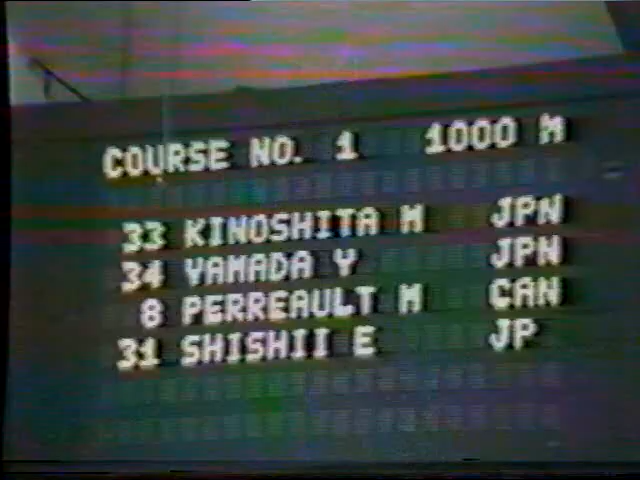 COURSE NO. 1 1000 M
33 KINOSHITA M JPN
34 YAMADA Y JPN
8 PERREAULT M CAN
31 SHISHII E JP